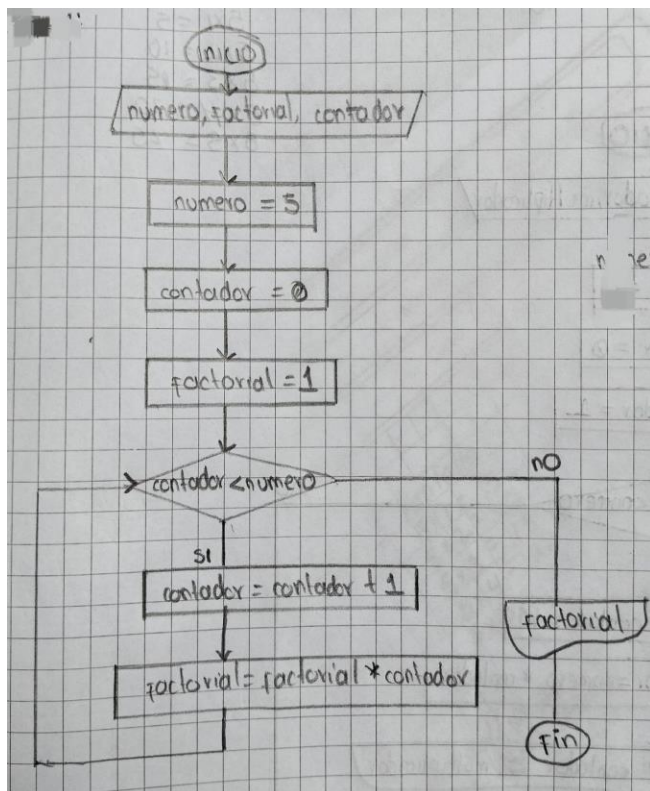 inicio
numero, factorial, contador
numero = 5
contador = 0
factorial = 1
contador < numero
no
si
contador = contador + 1
factorial
factorial = factorial * contador
Fin